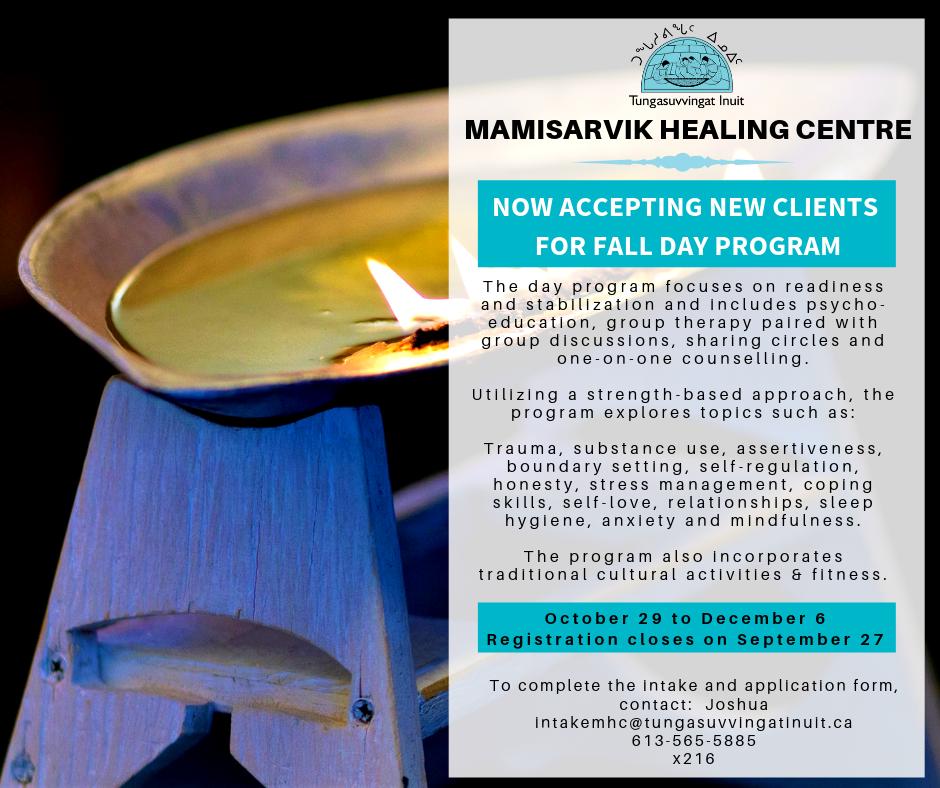 Tungasuvvingat Inuit
MAMISARVIK HEALING CENTRE
NOW ACCEPTING NEW CLIENTS
FOR FALL DAY PROGRAM
The day program focuses on readiness
and stabilization and includes psycho-
education, group therapy paired with
group discussions, sharing circles and
one-on-one counselling.
Utilizing a strength-based approach, the
program explores topics such as:
Trauma, substance use, assertiveness,
boundary setting, self-regulation,
honesty, stress management, coping
skills, self-love, relationships, sleep
hygiene, anxiety and mindfulness.
The program also incorporates
traditional cultural activities & fitness.
October 29 to December 6
Registration closes on September 27
To complete the intake and application form,
contact: Joshua
intakemhc@tungasuvvingatinuit.ca
613-565-5885
x216